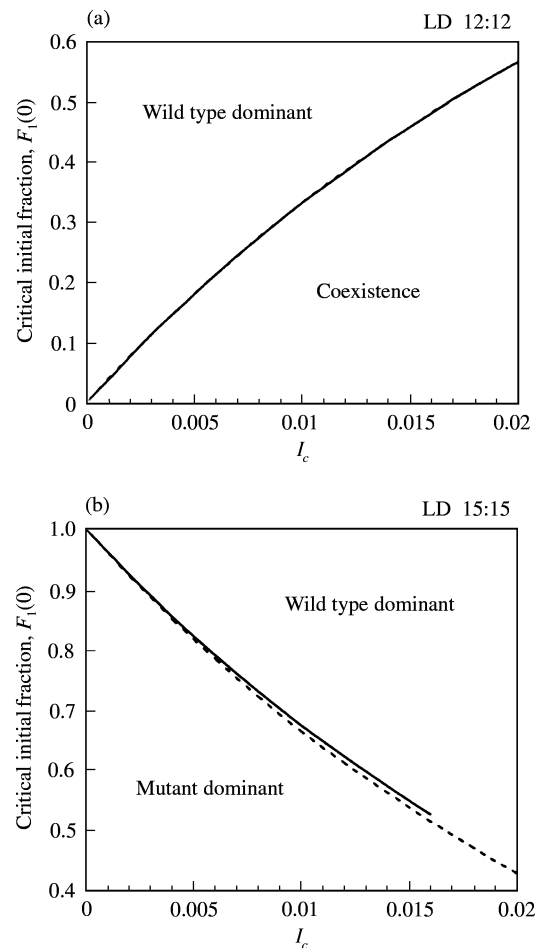 (a) LD 12:12
Critical initial fraction, F₁(0)
0.6
0.5
0.4
0.3
0.2
0.1
0
Wild type dominant
Coexistence
0 0.005 0.01 0.015 0.02
I_c
(b) LD 15:15
Critical initial fraction, F₁(0)
1.0
0.9
0.8
0.7
0.6
0.5
0.4
Wild type dominant
Mutant dominant
0 0.005 0.01 0.015 0.02
I_c